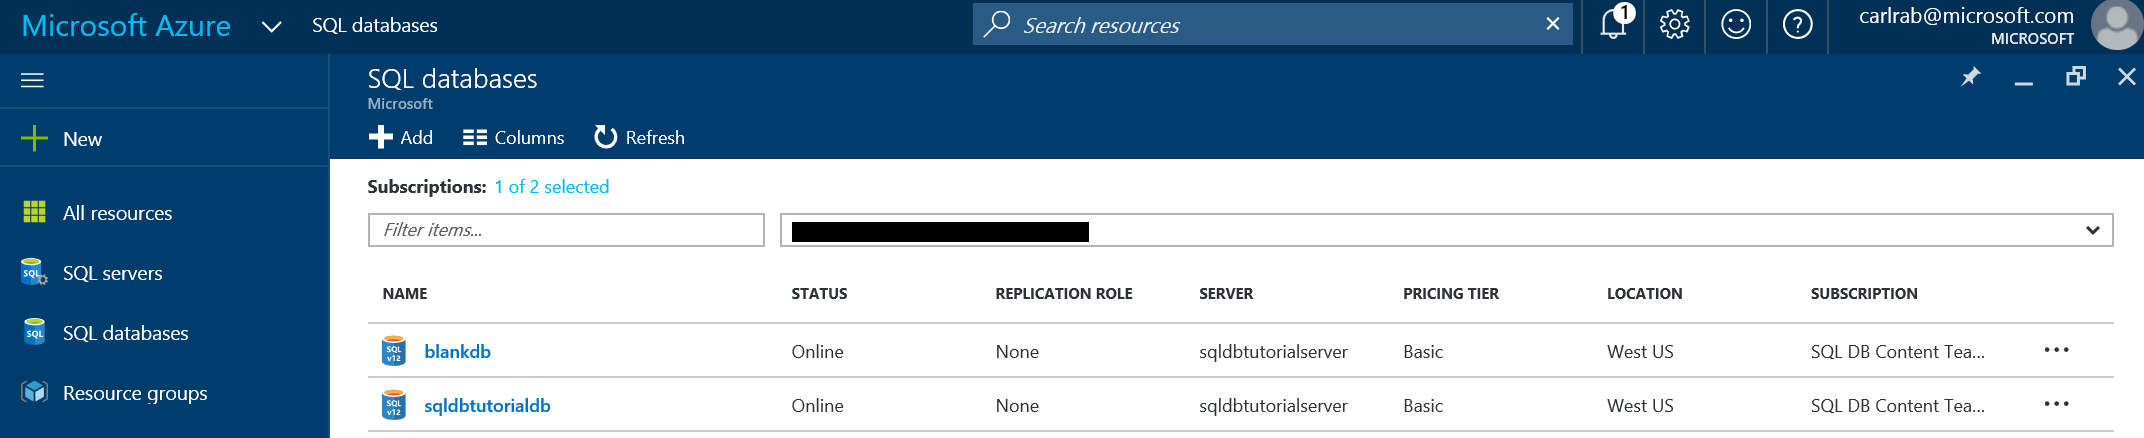 Microsoft Azure SQL databases Search resources 1 carlrab@microsoft.com
MICROSOFT
SQL databases
Microsoft
New
Add Columns Refresh
Subscriptions: 1 of 2 selected
All resources
Filter items...
SQL servers
NAME STATUS REPLICATION ROLE SERVER PRICING TIER LOCATION SUBSCRIPTION
SQL databases
blankdb Online None sqldbtutorialserver Basic West US SQL DB Content Tea...
Resource groups
sqldbtutorialdb Online None sqldbtutorialserver Basic West US SQL DB Content Tea...